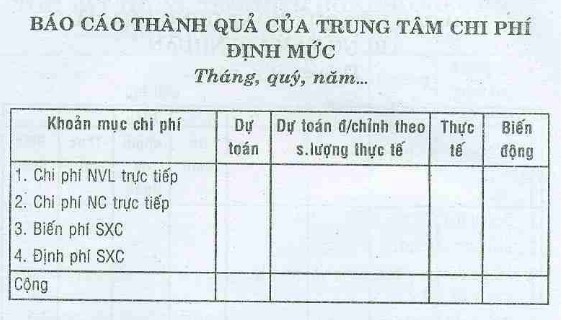 BÁO CÁO THÀNH QUẢ CỦA TRUNG TÂM CHI PHÍ
ĐỊNH MỨC
Tháng, quý, năm...
Khoản mục chi phí Dự toán Dự toán đ/chỉnh theo s.lượng thực tế Thực tế Biến động
1. Chi phí NVL trực tiếp
2. Chi phí NC trực tiếp
3. Biến phí SXC
4. Định phí SXC
Cộng